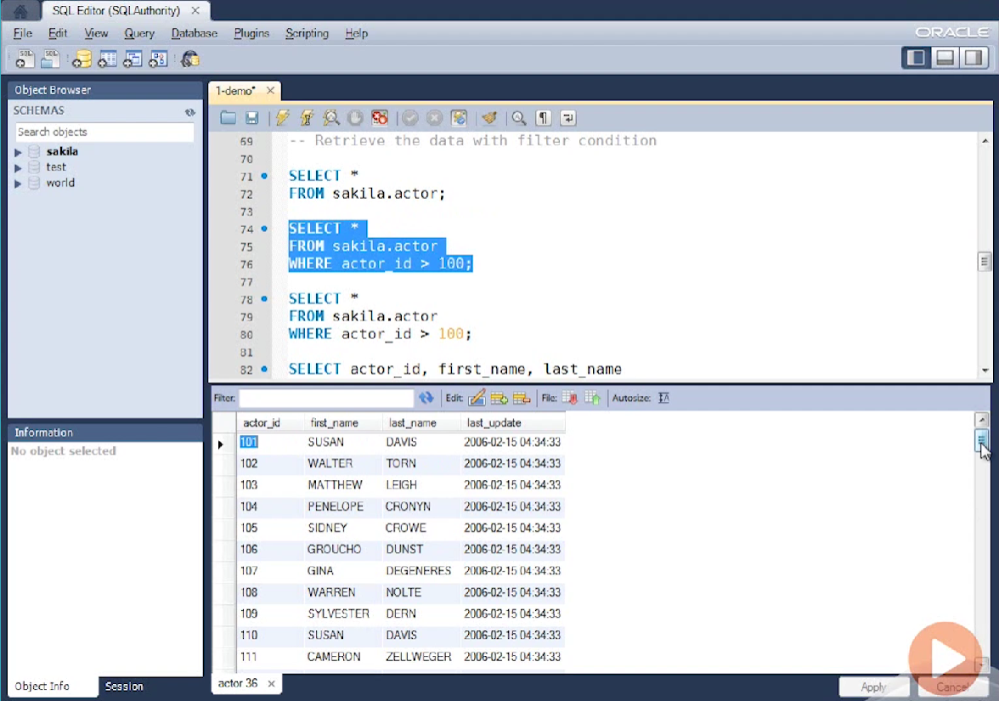 SQL Editor (SQLAuthority)
File Edit View Query Database Plugins Scripting Help
ORACLE
SQL SQL
Object Browser
SCHEMAS
Search objects
sakila
test
world
Information
No object selected
Object Info Session
1-demo*
69 -- Retrieve the data with filter condition
70
71 SELECT *
72 FROM sakila.actor;
73
74 SELECT *
75 FROM sakila.actor
76 WHERE actor_id > 100;
77
78 SELECT *
79 FROM sakila.actor
80 WHERE actor_id > 100;
81
82 SELECT actor_id, first_name, last_name
Filter: Edit: File: Autosize:
actor_id first_name last_name last_update
101 SUSAN DAVIS 2006-02-15 04:34:33
102 WALTER TORN 2006-02-15 04:34:33
103 MATTHEW LEIGH 2006-02-15 04:34:33
104 PENELOPE CRONYN 2006-02-15 04:34:33
105 SIDNEY CROWE 2006-02-15 04:34:33
106 GROUCHO DUNST 2006-02-15 04:34:33
107 GINA DEGENERES 2006-02-15 04:34:33
108 WARREN NOLTE 2006-02-15 04:34:33
109 SYLVESTER DERN 2006-02-15 04:34:33
110 SUSAN DAVIS 2006-02-15 04:34:33
111 CAMERON ZELLWEGER 2006-02-15 04:34:33
actor 36
Apply Cancel